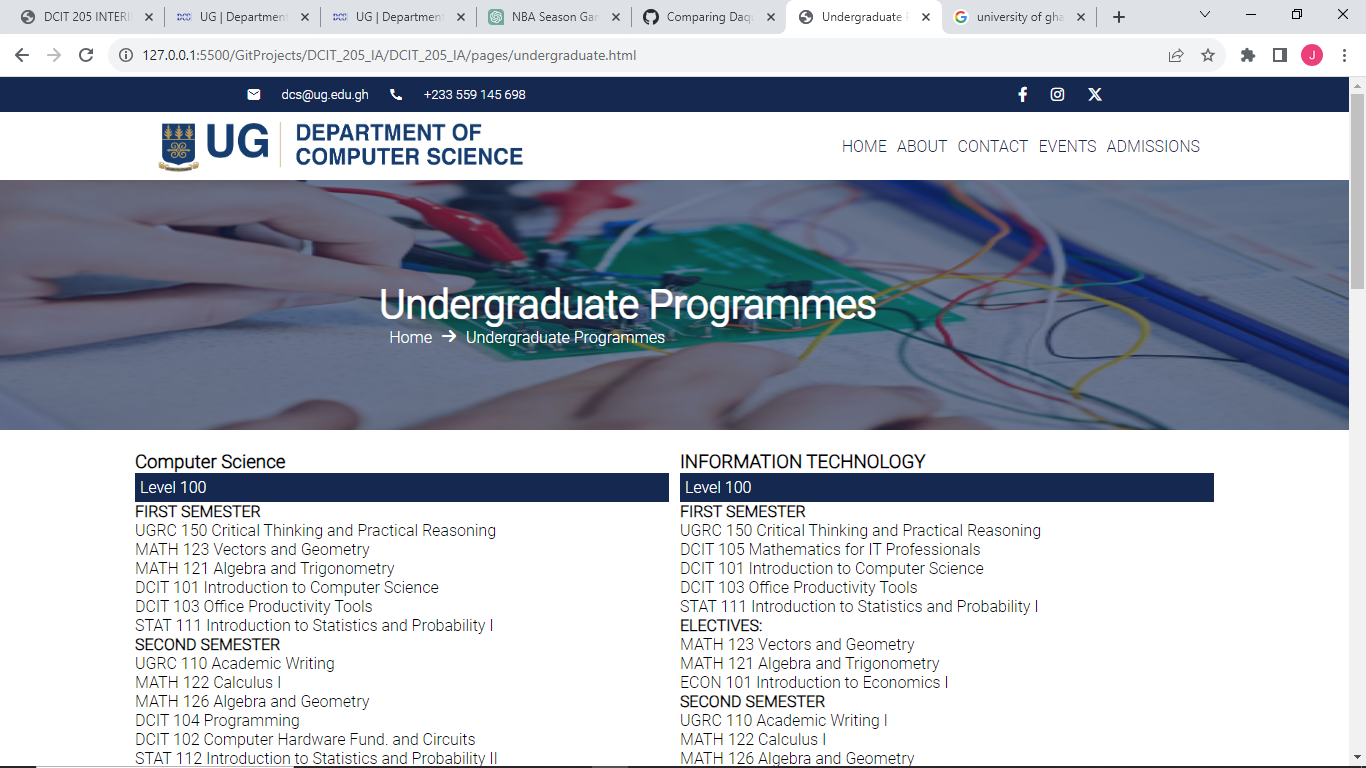 DCIT 205 INTERI
UG | Department
UG | Department
NBA Season Gam
Comparing Daqu
Undergraduate P
university of gha
127.0.0.1:5500/GitProjects/DCIT_205_IA/DCIT_205_IA/pages/undergraduate.html
J
dcs@ug.edu.gh
+233 559 145 698
UG
DEPARTMENT OF
COMPUTER SCIENCE
HOME ABOUT CONTACT EVENTS ADMISSIONS
Undergraduate Programmes
Home → Undergraduate Programmes
Computer Science
Level 100
FIRST SEMESTER
UGRC 150 Critical Thinking and Practical Reasoning
MATH 123 Vectors and Geometry
MATH 121 Algebra and Trigonometry
DCIT 101 Introduction to Computer Science
DCIT 103 Office Productivity Tools
STAT 111 Introduction to Statistics and Probability I
SECOND SEMESTER
UGRC 110 Academic Writing
MATH 122 Calculus I
MATH 126 Algebra and Geometry
DCIT 104 Programming
DCIT 102 Computer Hardware Fund. and Circuits
STAT 112 Introduction to Statistics and Probability II
INFORMATION TECHNOLOGY
Level 100
FIRST SEMESTER
UGRC 150 Critical Thinking and Practical Reasoning
DCIT 105 Mathematics for IT Professionals
DCIT 101 Introduction to Computer Science
DCIT 103 Office Productivity Tools
STAT 111 Introduction to Statistics and Probability I
ELECTIVES:
MATH 123 Vectors and Geometry
MATH 121 Algebra and Trigonometry
ECON 101 Introduction to Economics I
SECOND SEMESTER
UGRC 110 Academic Writing I
MATH 122 Calculus I
MATH 126 Algebra and Geometry